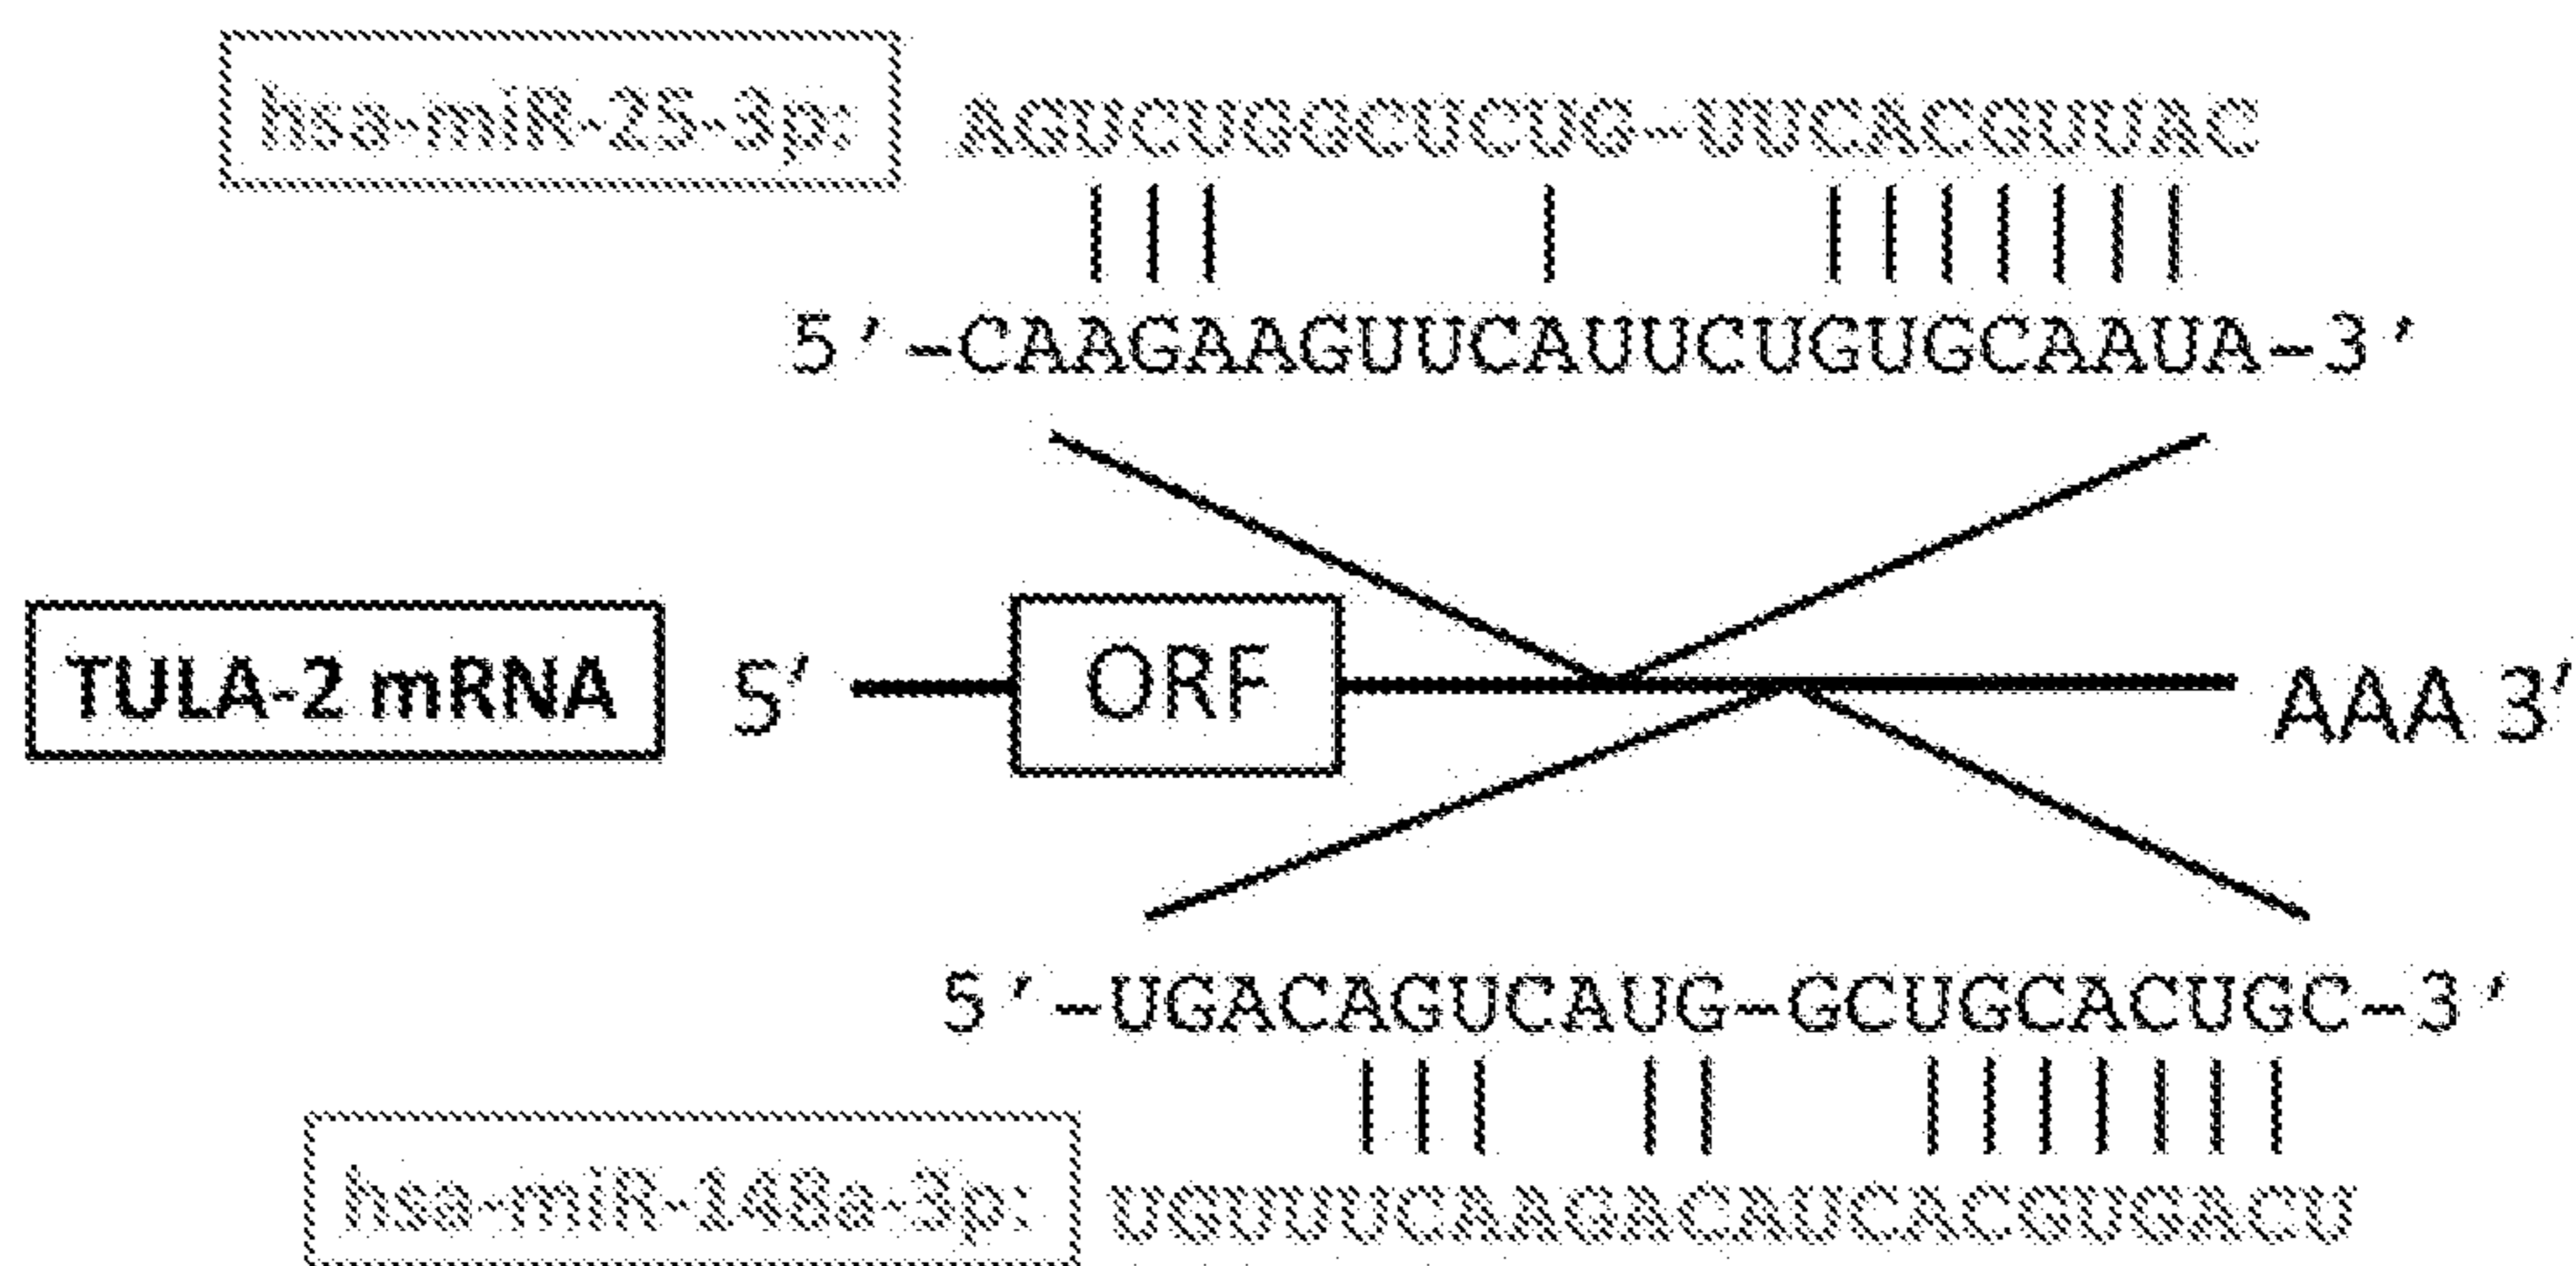 hsa-miR-25-3p: AGUCUGGCUCUG-UUCACGUUAC
5'-CAAGAAGUUCAUUCUGUGCAAUA-3'
TULA-2 mRNA 5' ORF AAA 3'
5'-UGACAGUCAUG-GCUGCACUGC-3'
hsa-miR-148a-3p: UGUUUCAAGACAUCACGUGACU